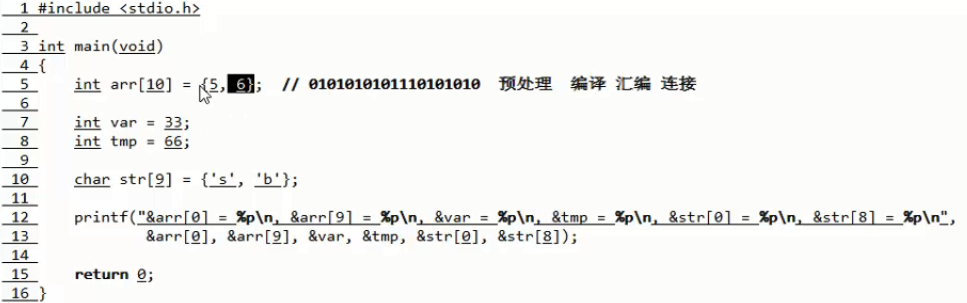 1 #include <stdio.h>
2
3 int main(void)
4 {
5 int arr[10] = {5, 6}; // 0101010101110101010 预处理 编译 汇编 连接
6
7 int var = 33;
8 int tmp = 66;
9
10 char str[9] = {'s', 'b'};
11
12 printf("&arr[0] = %p\n, &arr[9] = %p\n, &var = %p\n, &tmp = %p\n, &str[0] = %p\n, &str[8] = %p\n",
13 &arr[0], &arr[9], &var, &tmp, &str[0], &str[8]);
14
15 return 0;
16 }